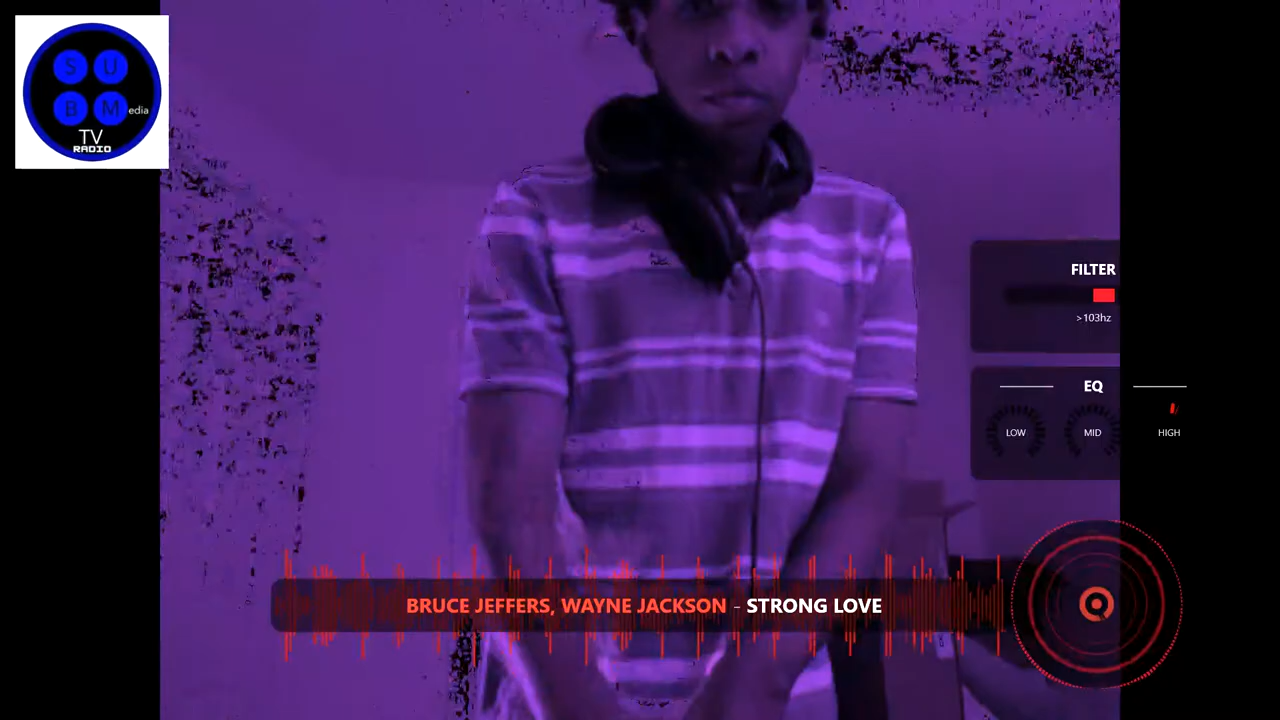 S U
B M edia
TV
RADIO
FILTER
>103hz
EQ
LOW MID HIGH
BRUCE JEFFERS, WAYNE JACKSON - STRONG LOVE